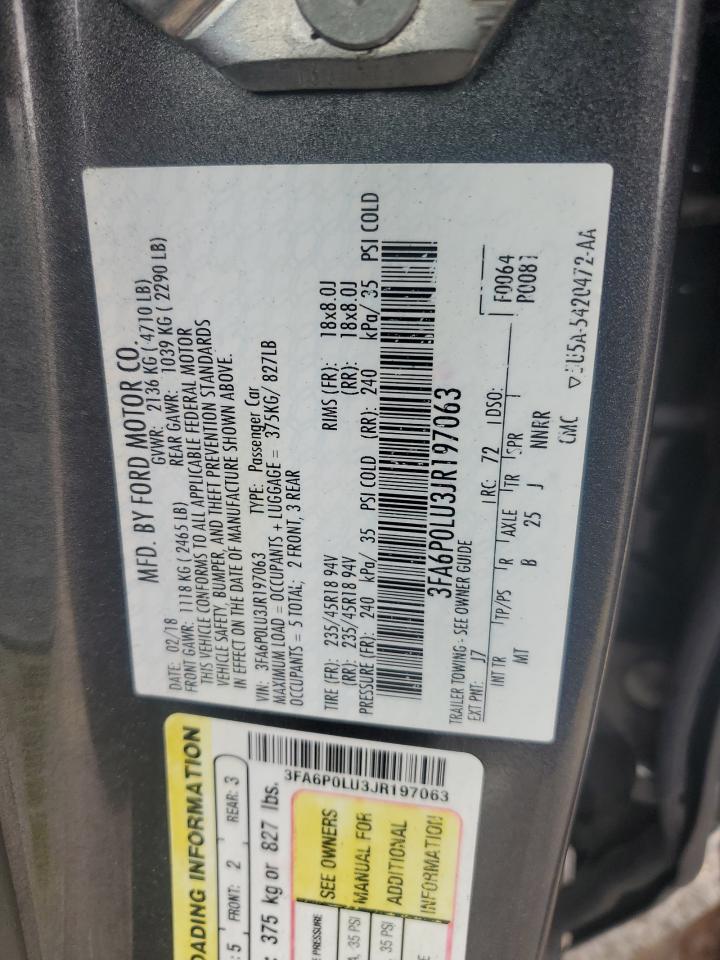 MFD. BY FORD MOTOR CO.
DATE: 02/18 GVWR: 2136 KG ( 4710 LB)
FRONT GAWR: 1118 KG ( 2465 LB) REAR GAWR: 1039 KG ( 2290 LB)
THIS VEHICLE CONFORMS TO ALL APPLICABLE FEDERAL MOTOR
VEHICLE SAFETY, BUMPER, AND THEFT PREVENTION STANDARDS
IN EFFECT ON THE DATE OF MANUFACTURE SHOWN ABOVE.
VIN: 3FA6P0LU3JR197063 TYPE: Passenger Car
MAXIMUM LOAD = OCCUPANTS + LUGGAGE = 375KG/ 827LB
OCCUPANTS = 5 TOTAL; 2 FRONT, 3 REAR
TIRE (FR): 235/45R18 94V RIMS (FR): 18x8.0J
(RR): 235/45R18 94V (RR): 18x8.0J
PRESSURE (FR): 240 kPa/ 35 PSI COLD (RR): 240 kPa/ 35 PSI COLD
3FA6P0LU3JR197063
TRAILER TOWING - SEE OWNER GUIDE
EXT PNT: J7 RC: 72 DSO: F0064
P0081
INT TR TP/PS R AXLE TR SPR
MT B 25 J NNRR
CMC 5U5A-5420472-AA
OADING INFORMATION
: 5 FRONT: 2 REAR: 3
: 375 kg or 827 lbs.
3FA6P0LU3JR197063
PRESSURE
35 PSI
35 PSI
SEE OWNERS
MANUAL FOR
ADDITIONAL
INFORMATION